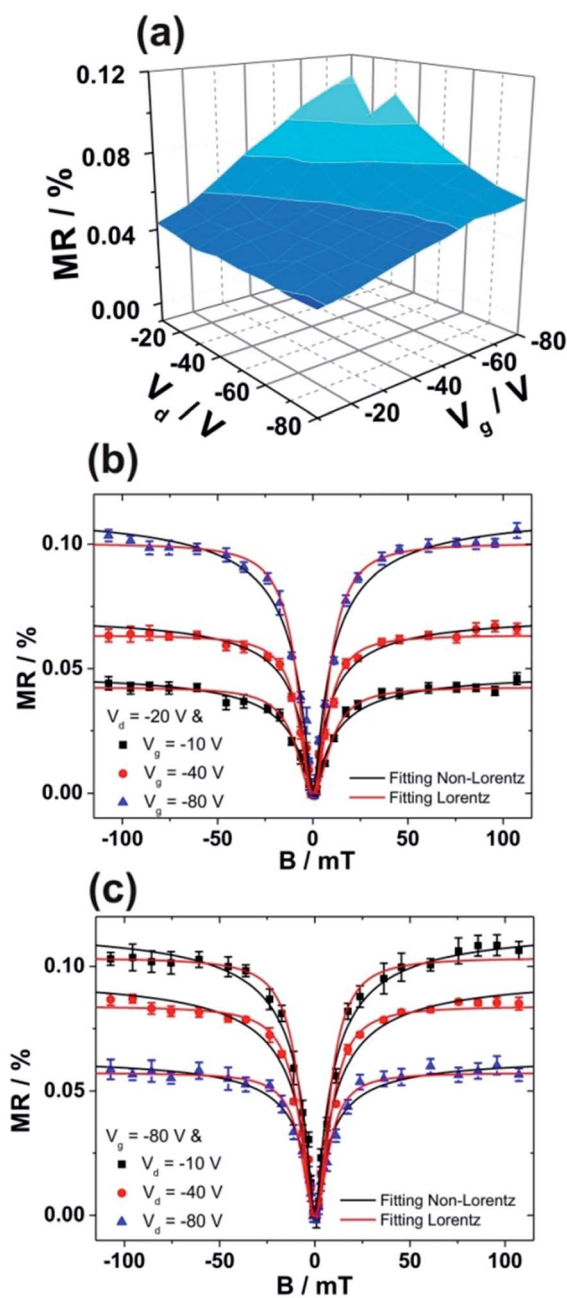 (a)
0.12
0.08
0.04
0.00
MR / %
-20
-40
-60
-80
V_d / V
-20
-40
-60
-80
V_g / V
(b)
0.10
0.05
0.00
MR / %
V_d = -20 V &
V_g = -10 V
V_g = -40 V
V_g = -80 V
Fitting Non-Lorentz
Fitting Lorentz
-100 -50 0 50 100
B / mT
(c)
0.10
0.05
0.00
MR / %
V_g = -80 V &
V_d = -10 V
V_d = -40 V
V_d = -80 V
Fitting Non-Lorentz
Fitting Lorentz
-100 -50 0 50 100
B / mT